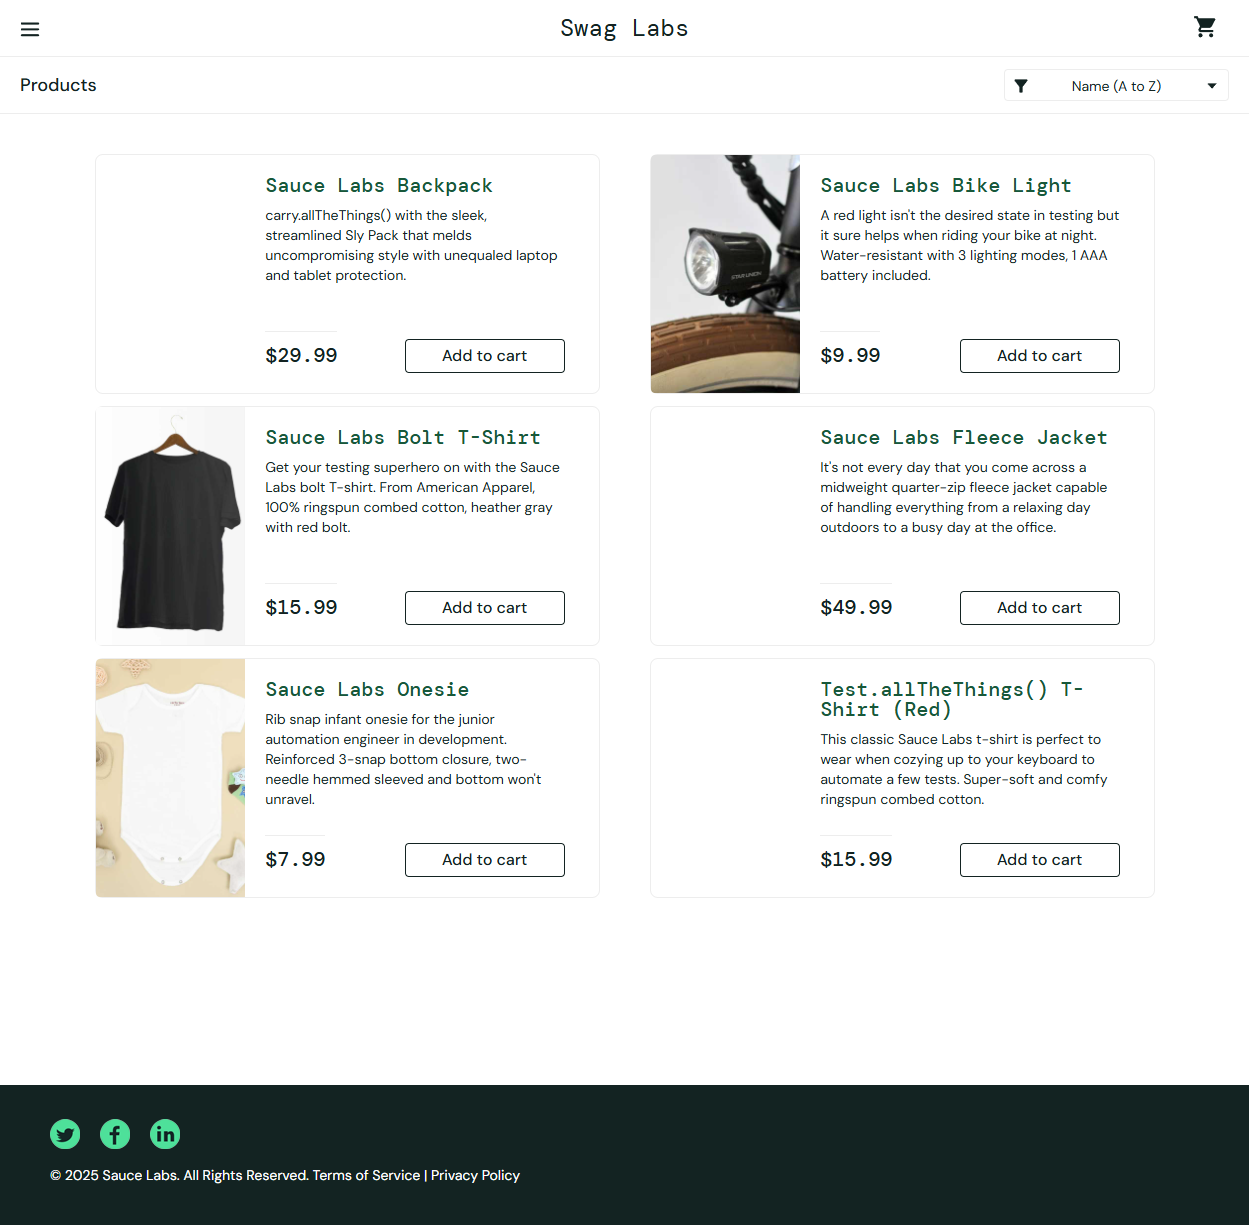 Swag Labs
Products
Name (A to Z)
Sauce Labs Backpack
carry.allTheThings() with the sleek,
streamlined Sly Pack that melds
uncompromising style with unequaled laptop
and tablet protection.
$29.99
Add to cart
Sauce Labs Bike Light
A red light isn't the desired state in testing but
it sure helps when riding your bike at night.
Water-resistant with 3 lighting modes, 1 AAA
battery included.
$9.99
Add to cart
Sauce Labs Bolt T-Shirt
Get your testing superhero on with the Sauce
Labs bolt T-shirt. From American Apparel,
100% ringspun combed cotton, heather gray
with red bolt.
$15.99
Add to cart
Sauce Labs Fleece Jacket
It's not every day that you come across a
midweight quarter-zip fleece jacket capable
of handling everything from a relaxing day
outdoors to a busy day at the office.
$49.99
Add to cart
Sauce Labs Onesie
Rib snap infant onesie for the junior
automation engineer in development.
Reinforced 3-snap bottom closure, two-
needle hemmed sleeved and bottom won't
unravel.
$7.99
Add to cart
Test.allTheThings() T-
Shirt (Red)
This classic Sauce Labs t-shirt is perfect to
wear when cozying up to your keyboard to
automate a few tests. Super-soft and comfy
ringspun combed cotton.
$15.99
Add to cart
© 2025 Sauce Labs. All Rights Reserved. Terms of Service | Privacy Policy